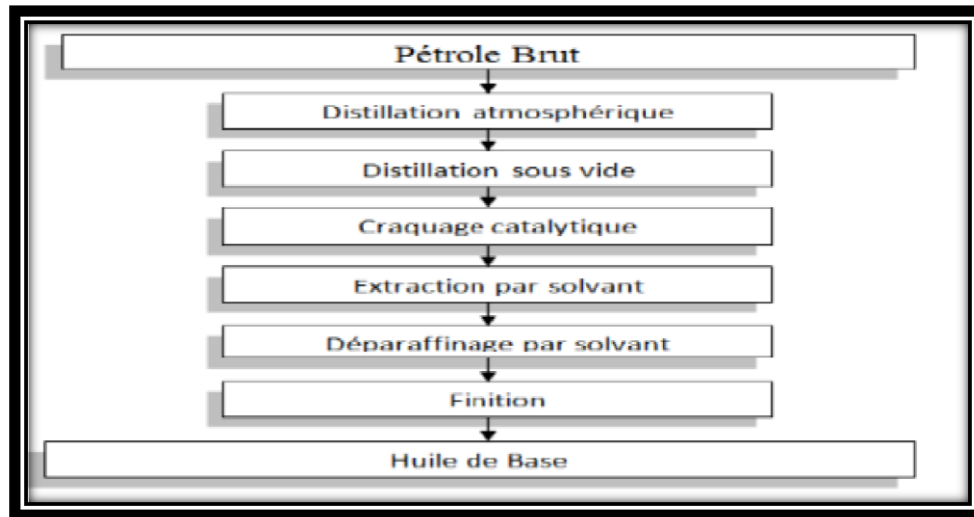 Pétrole Brut
Distillation atmosphérique
Distillation sous vide
Craquage catalytique
Extraction par solvant
Déparaffinage par solvant
Finition
Huile de Base